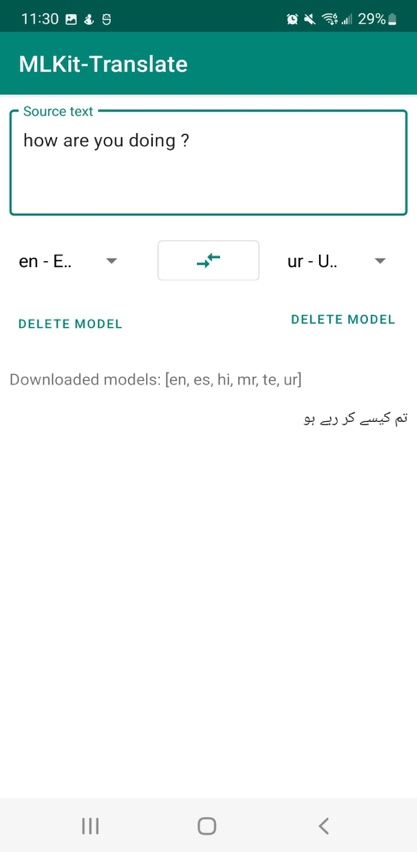 11:30
29%
MLKit-Translate
Source text
how are you doing ?
en - E..
ur - U..
DELETE MODEL
DELETE MODEL
Downloaded models: [en, es, hi, mr, te, ur]
تم کیسے کر رہے ہو